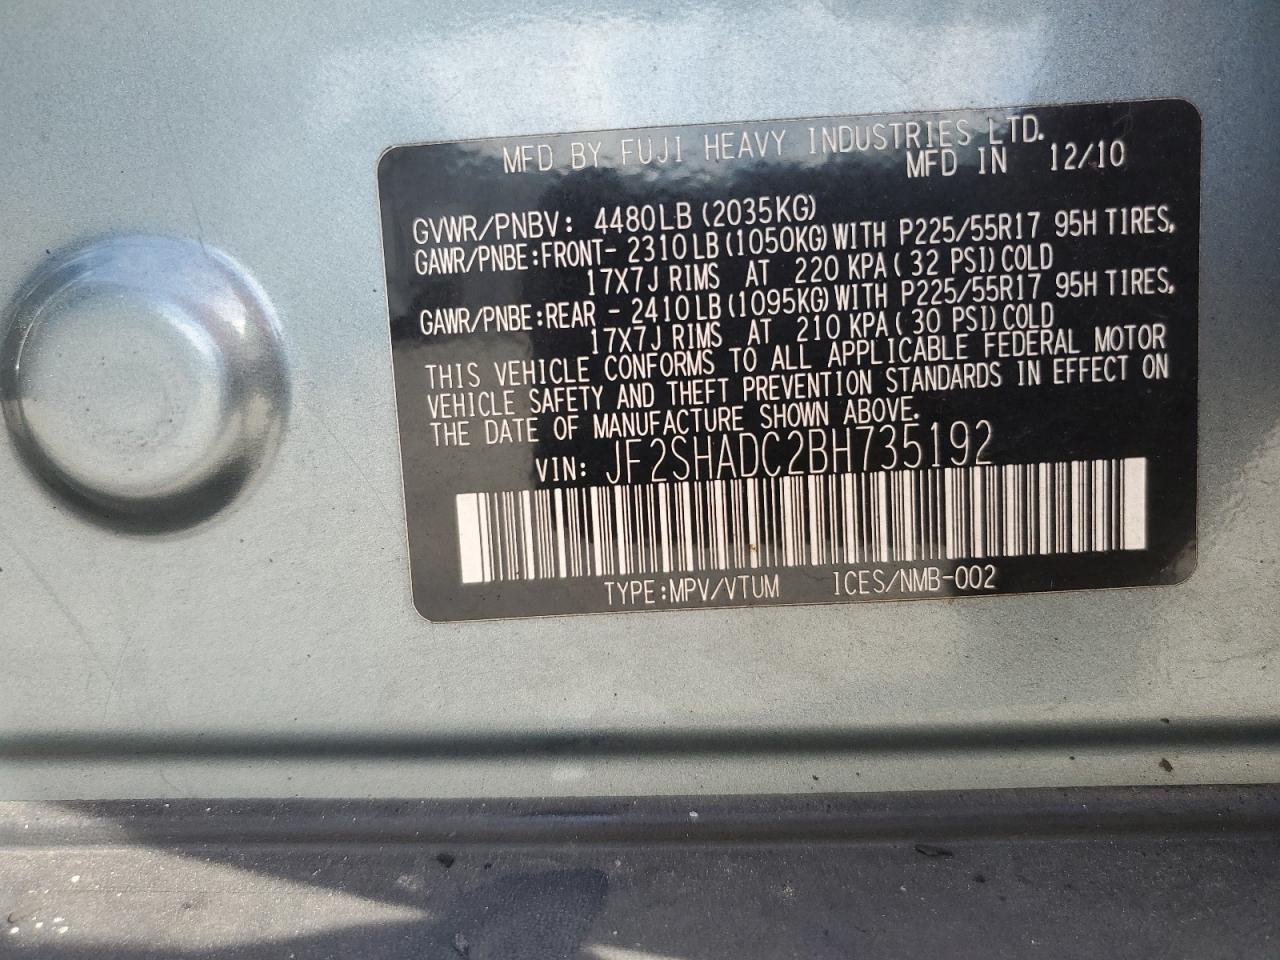 MFD BY FUJI HEAVY INDUSTRIES LTD.
MFD IN 12/10
GVWR/PNBV: 4480LB (2035KG)
GAWR/PNBE:FRONT- 2310LB(1050KG)WITH P225/55R17 95H TIRES,
17X7J RIMS AT 220 KPA( 32 PSI)COLD
GAWR/PNBE:REAR - 2410LB(1095KG)WITH P225/55R17 95H TIRES,
17X7J RIMS AT 210 KPA( 30 PSI)COLD
THIS VEHICLE CONFORMS TO ALL APPLICABLE FEDERAL MOTOR
VEHICLE SAFETY AND THEFT PREVENTION STANDARDS IN EFFECT ON
THE DATE OF MANUFACTURE SHOWN ABOVE.
VIN: JF2SHADC2BH735192
TYPE:MPV/VTUM ICES/NMB-002